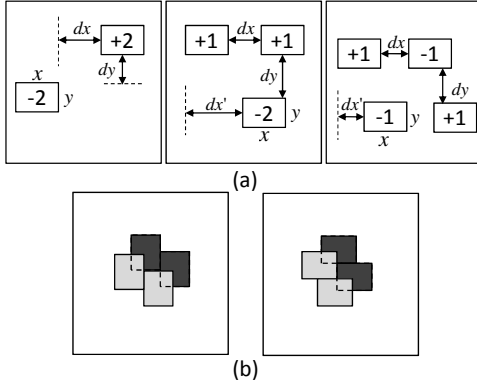 dx +2
dy
x
-2 y
+1 dx +1
dy
dx' -2 y
x
+1 dx -1
dy
dx' -1 y +1
x
(a)
(b)